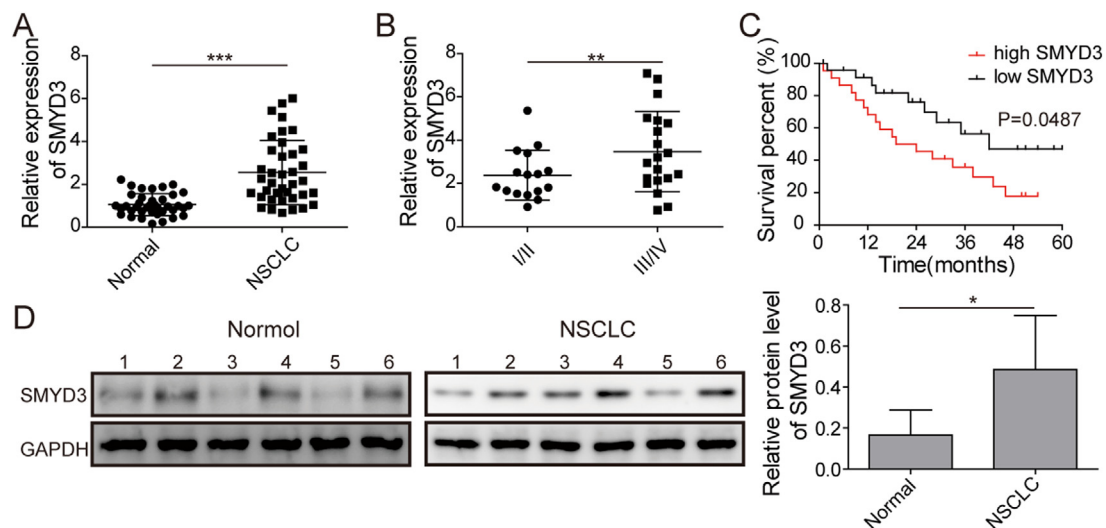 A
Relative expression
of SMYD3
8
6
4
2
0
***
Normal
NSCLC
B
Relative expression
of SMYD3
8
6
4
2
0
**
I/II
III/IV
C
Survival percent (%)
100
80
60
40
20
0
high SMYD3
low SMYD3
P=0.0487
0 12 24 36 48 60
Time(months)
D
Normol
NSCLC
1 2 3 4 5 6
1 2 3 4 5 6
SMYD3
GAPDH
Relative protein level
of SMYD3
0.8
0.6
0.4
0.2
0.0
*
Normal
NSCLC